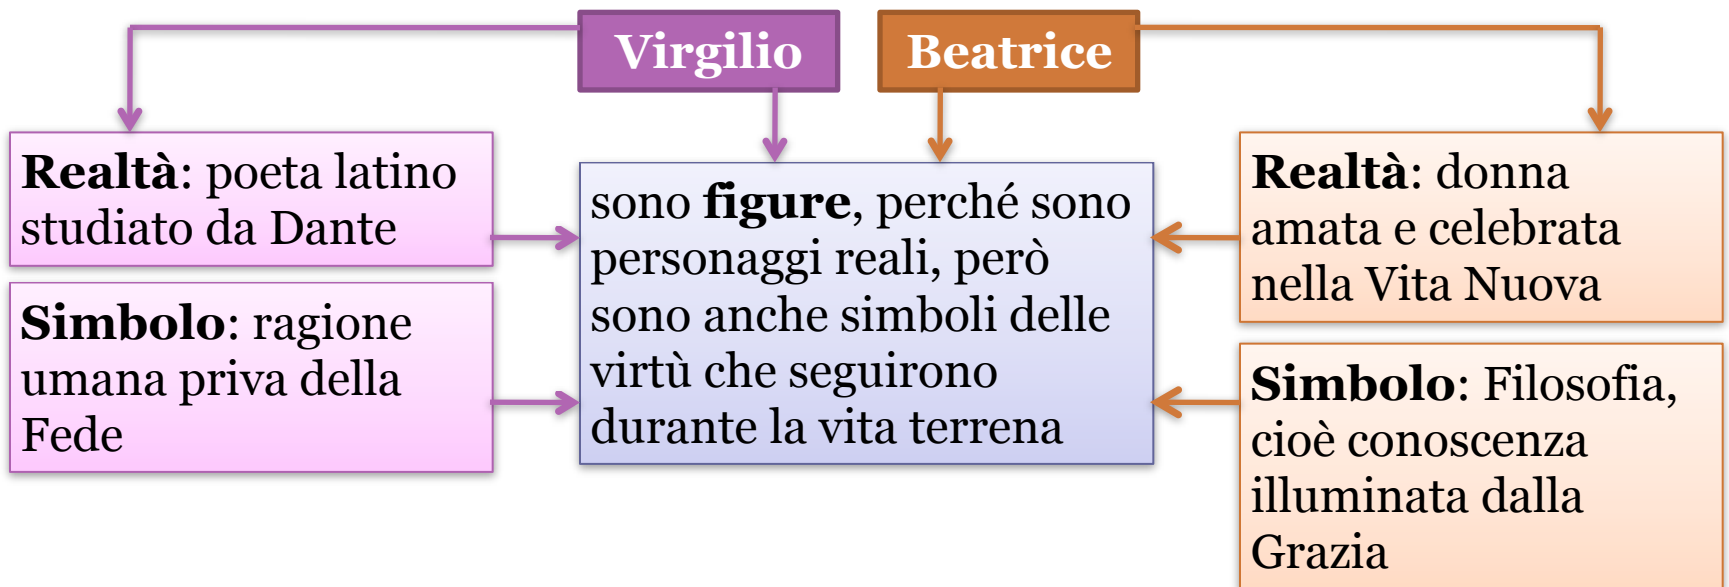 Virgilio
Beatrice
Realtà: poeta latino
studiato da Dante
Simbolo: ragione
umana priva della
Fede
sono figure, perché sono
personaggi reali, però
sono anche simboli delle
virtù che seguirono
durante la vita terrena
Realtà: donna
amata e celebrata
nella Vita Nuova
Simbolo: Filosofia,
cioè conoscenza
illuminata dalla
Grazia